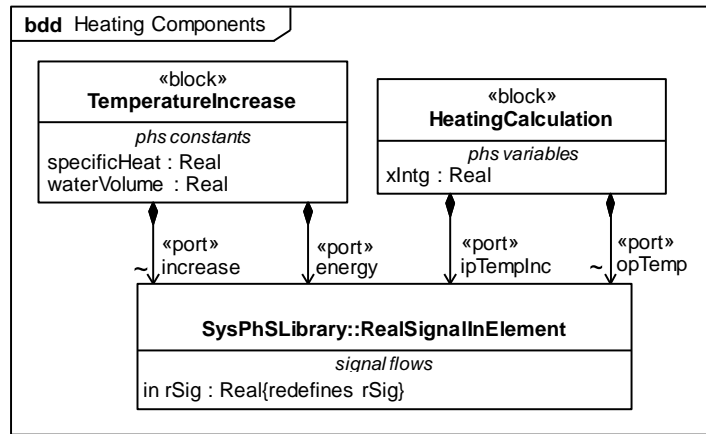 bdd Heating Components
«block»
TemperatureIncrease
phs constants
specificHeat : Real
waterVolume : Real
«block»
HeatingCalculation
phs variables
xIntg : Real
«port»
~ increase
«port»
energy
«port»
ipTempInc
«port»
~ opTemp
SysPhSLibrary::RealSignalInElement
signal flows
in rSig : Real{redefines rSig}